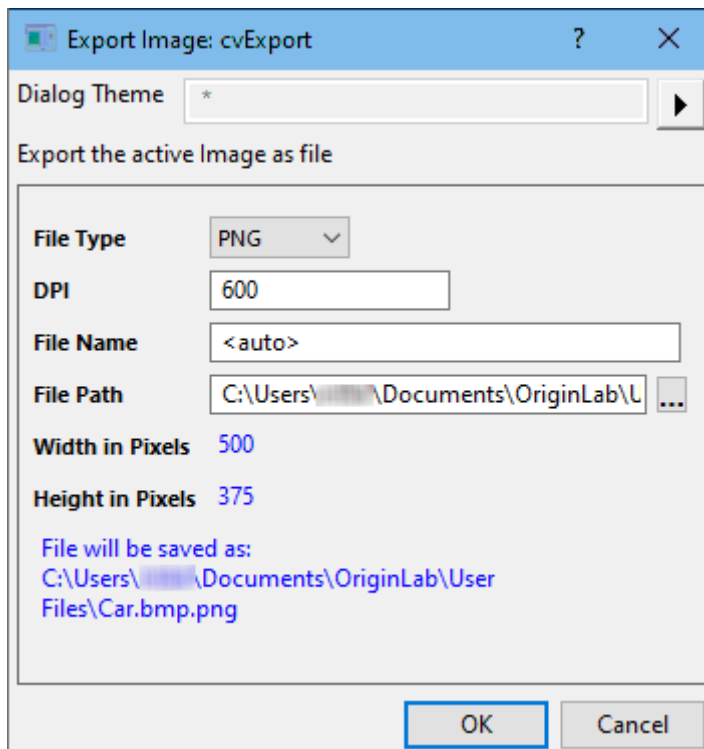 Export Image: cvExport ? ×
Dialog Theme *
Export the active Image as file
File Type PNG
DPI 600
File Name <auto>
File Path C:\Users\ \Documents\OriginLab\U ...
Width in Pixels 500
Height in Pixels 375
File will be saved as:
C:\Users\ \Documents\OriginLab\User
Files\Car.bmp.png
OK Cancel